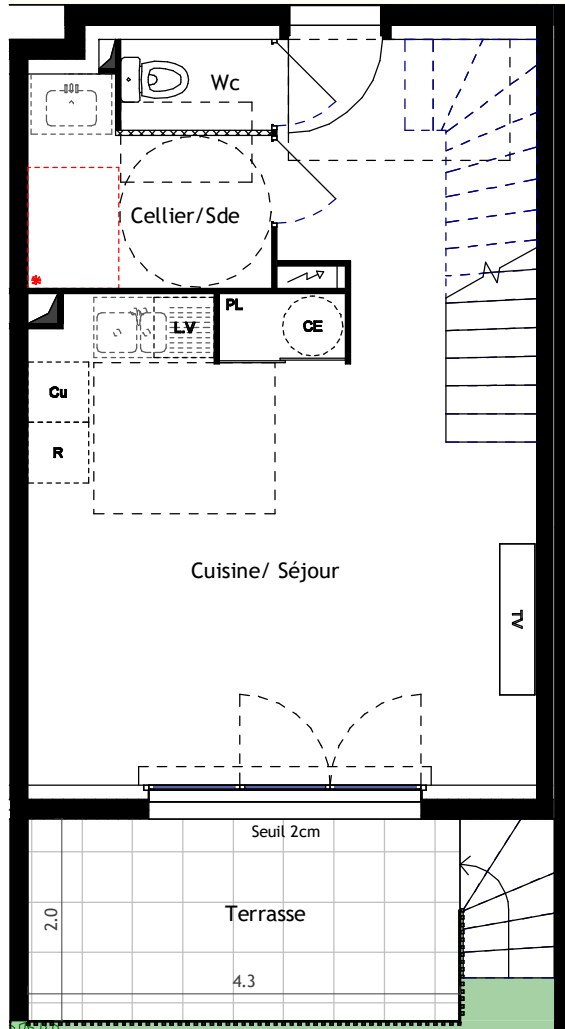 Wc
Cellier/Sde
PL
LV
CE
Cu
R
Cuisine/ Séjour
TV
Seuil 2cm
Terrasse
2.0
4.3